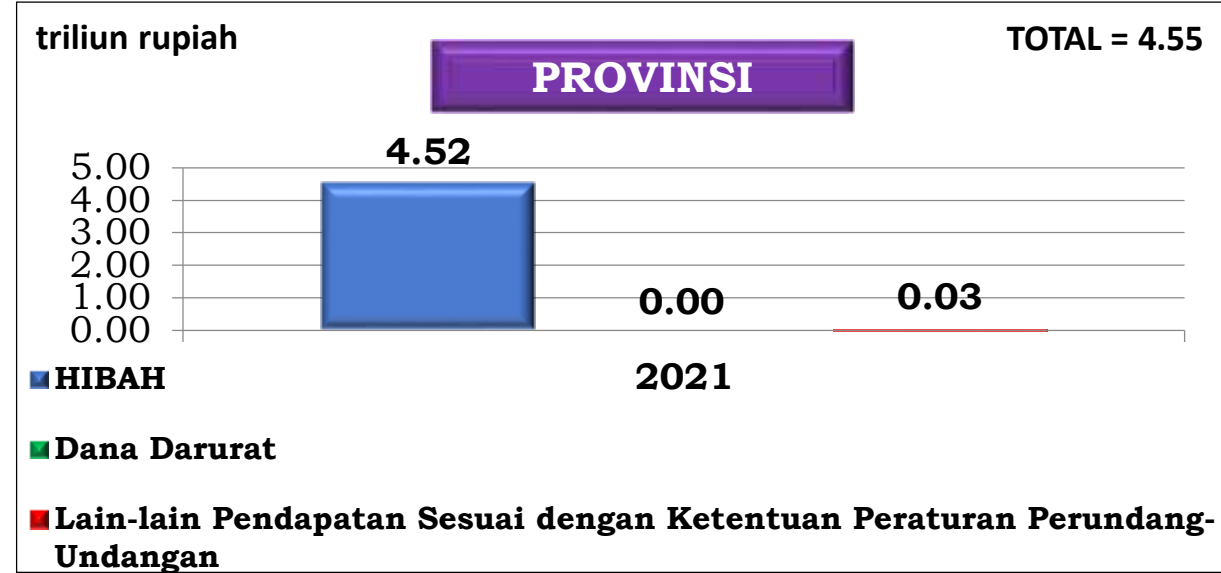 triliun rupiah
TOTAL = 4.55
PROVINSI
4.52
5.00
4.00
3.00
2.00
1.00
0.00
0.00
0.03
2021
HIBAH
Dana Darurat
Lain-lain Pendapatan Sesuai dengan Ketentuan Peraturan Perundang-
Undangan